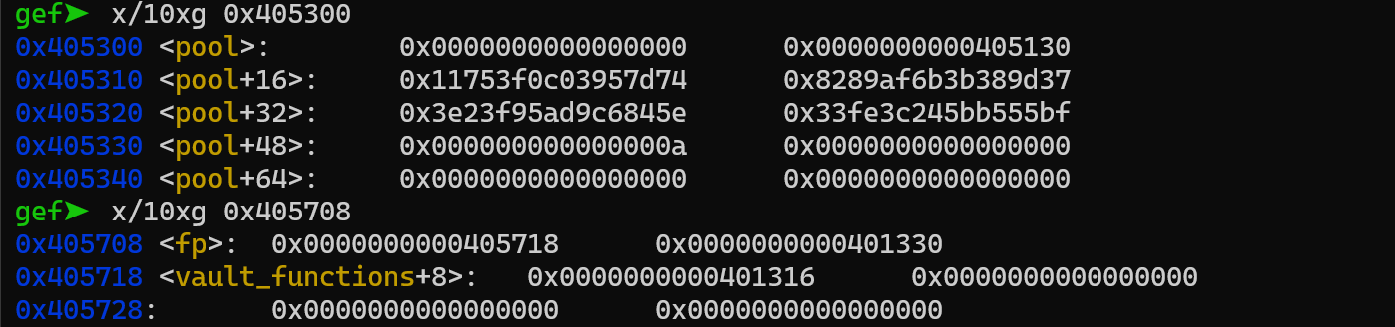 gef➤ x/10xg 0x405300
0x405300 <pool>: 0x0000000000000000 0x0000000000405130
0x405310 <pool+16>: 0x11753f0c03957d74 0x8289af6b3b389d37
0x405320 <pool+32>: 0x3e23f95ad9c6845e 0x33fe3c245bb555bf
0x405330 <pool+48>: 0x000000000000000a 0x0000000000000000
0x405340 <pool+64>: 0x0000000000000000 0x0000000000000000
gef➤ x/10xg 0x405708
0x405708 <fp>: 0x0000000000405718 0x0000000000401330
0x405718 <vault_functions+8>: 0x0000000000401316 0x0000000000000000
0x405728: 0x0000000000000000 0x0000000000000000